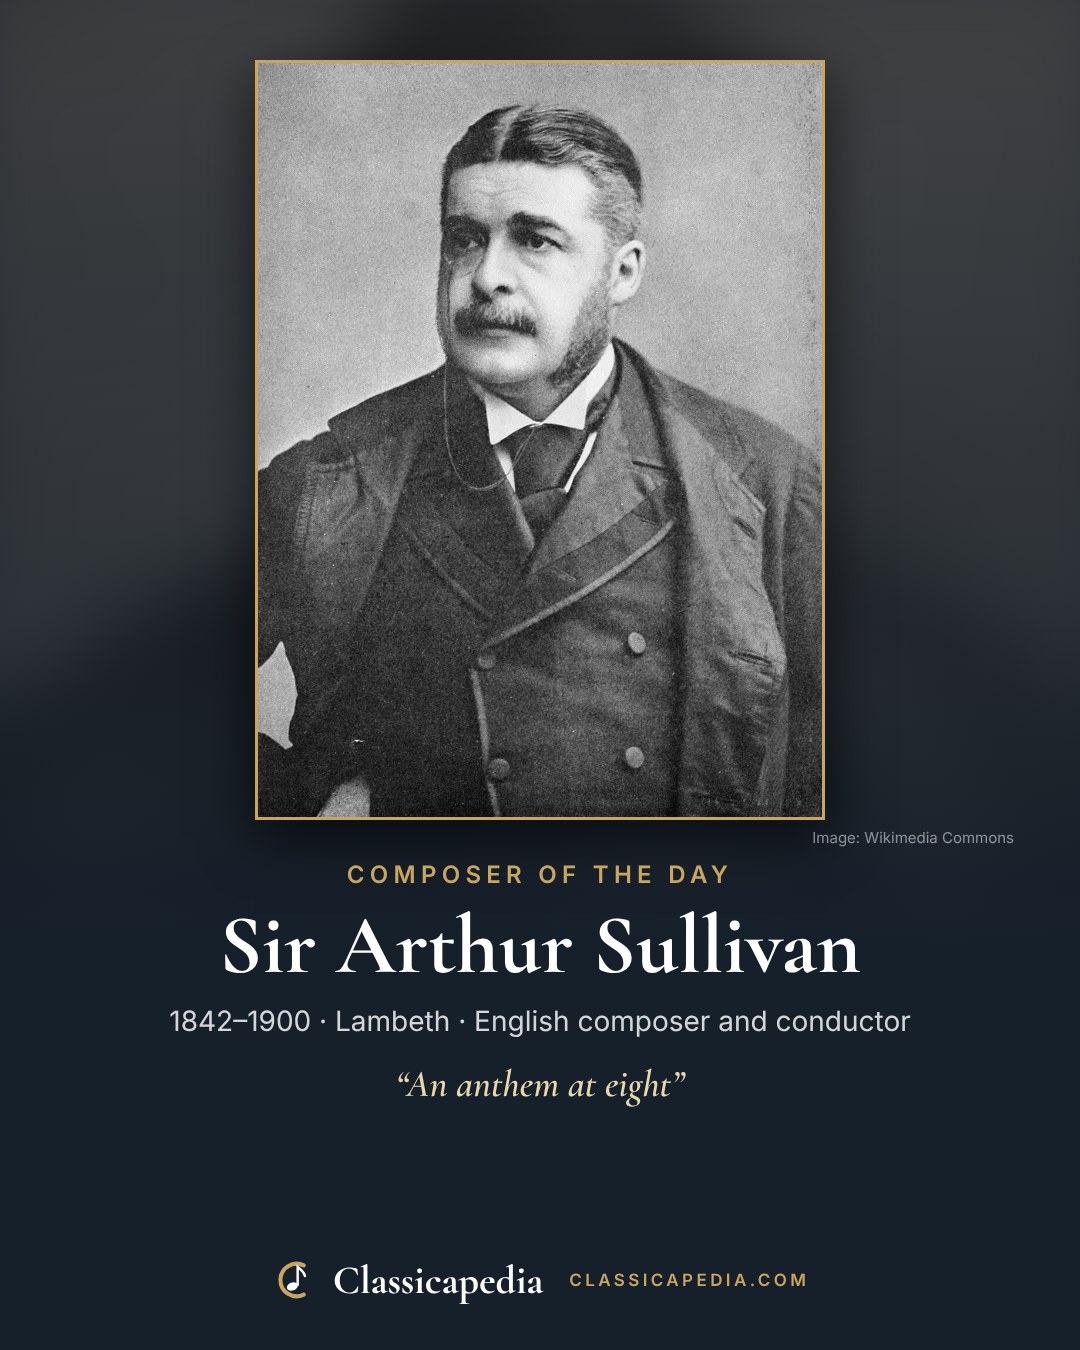 Image: Wikimedia Commons
COMPOSER OF THE DAY
Sir Arthur Sullivan
1842–1900 · Lambeth · English composer and conductor
“An anthem at eight”
Classicapedia CLASSICAPEDIA.COM